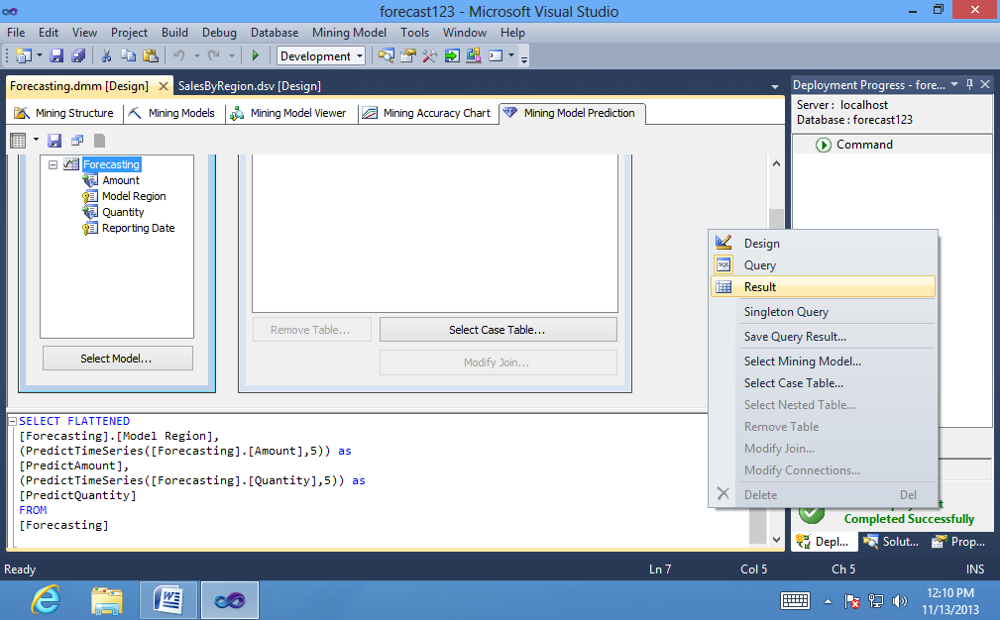 forecast123 - Microsoft Visual Studio
File Edit View Project Build Debug Database Mining Model Tools Window Help
Development
Forecasting.dmm [Design] SalesByRegion.dsv [Design]
Mining Structure Mining Models Mining Model Viewer Mining Accuracy Chart Mining Model Prediction
Forecasting
Amount
Model Region
Quantity
Reporting Date
Select Model...
Remove Table...
Select Case Table...
Modify Join...
SELECT FLATTENED
[Forecasting].[Model Region],
(PredictTimeSeries([Forecasting].[Amount],5)) as
[PredictAmount],
(PredictTimeSeries([Forecasting].[Quantity],5)) as
[PredictQuantity]
FROM
[Forecasting]
Deployment Progress - fore...
Server : localhost
Database : forecast123
Command
Design
SQL
Query
Result
Singleton Query
Save Query Result...
Select Mining Model...
Select Case Table...
Select Nested Table...
Remove Table
Modify Join...
Modify Connections...
Delete Del
Completed Successfully
Depl... Solut... Prop...
Ready Ln 7 Col 5 Ch 5 INS
12:10 PM
11/13/2013